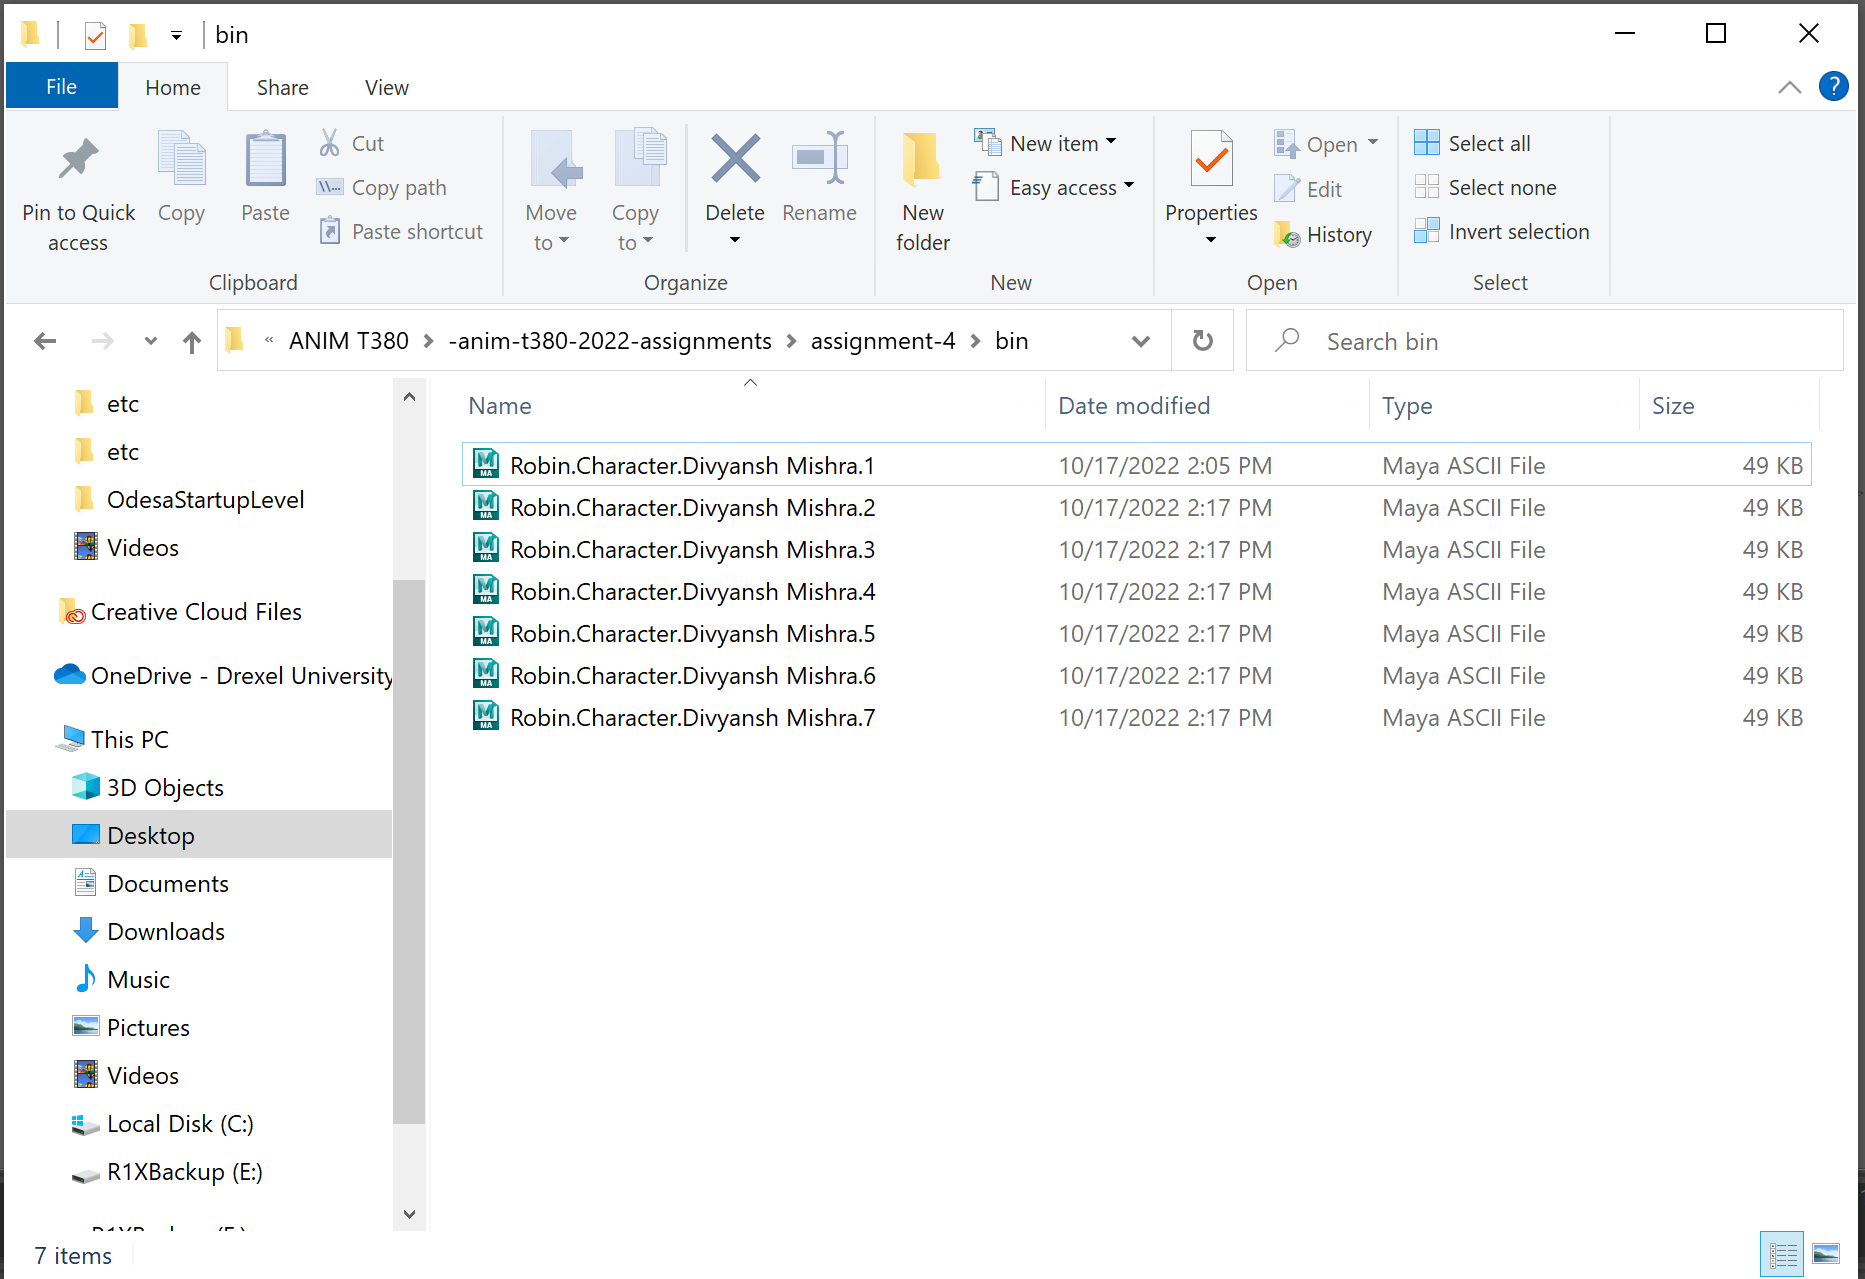 bin
File
Home
Share
View
?
Pin to Quick access
Copy
Paste
Cut
Copy path
Paste shortcut
Clipboard
Move to
Copy to
Delete
Rename
Organize
New folder
New item
Easy access
New
Properties
Open
Edit
History
Open
Select all
Select none
Invert selection
Select
« ANIM T380 > -anim-t380-2022-assignments > assignment-4 > bin
Search bin
etc
etc
OdesaStartupLevel
Videos
Creative Cloud Files
OneDrive - Drexel University
This PC
3D Objects
Desktop
Documents
Downloads
Music
Pictures
Videos
Local Disk (C:)
R1XBackup (E:)
Name Date modified Type Size
Robin.Character.Divyansh Mishra.1 10/17/2022 2:05 PM Maya ASCII File 49 KB
Robin.Character.Divyansh Mishra.2 10/17/2022 2:17 PM Maya ASCII File 49 KB
Robin.Character.Divyansh Mishra.3 10/17/2022 2:17 PM Maya ASCII File 49 KB
Robin.Character.Divyansh Mishra.4 10/17/2022 2:17 PM Maya ASCII File 49 KB
Robin.Character.Divyansh Mishra.5 10/17/2022 2:17 PM Maya ASCII File 49 KB
Robin.Character.Divyansh Mishra.6 10/17/2022 2:17 PM Maya ASCII File 49 KB
Robin.Character.Divyansh Mishra.7 10/17/2022 2:17 PM Maya ASCII File 49 KB
7 items